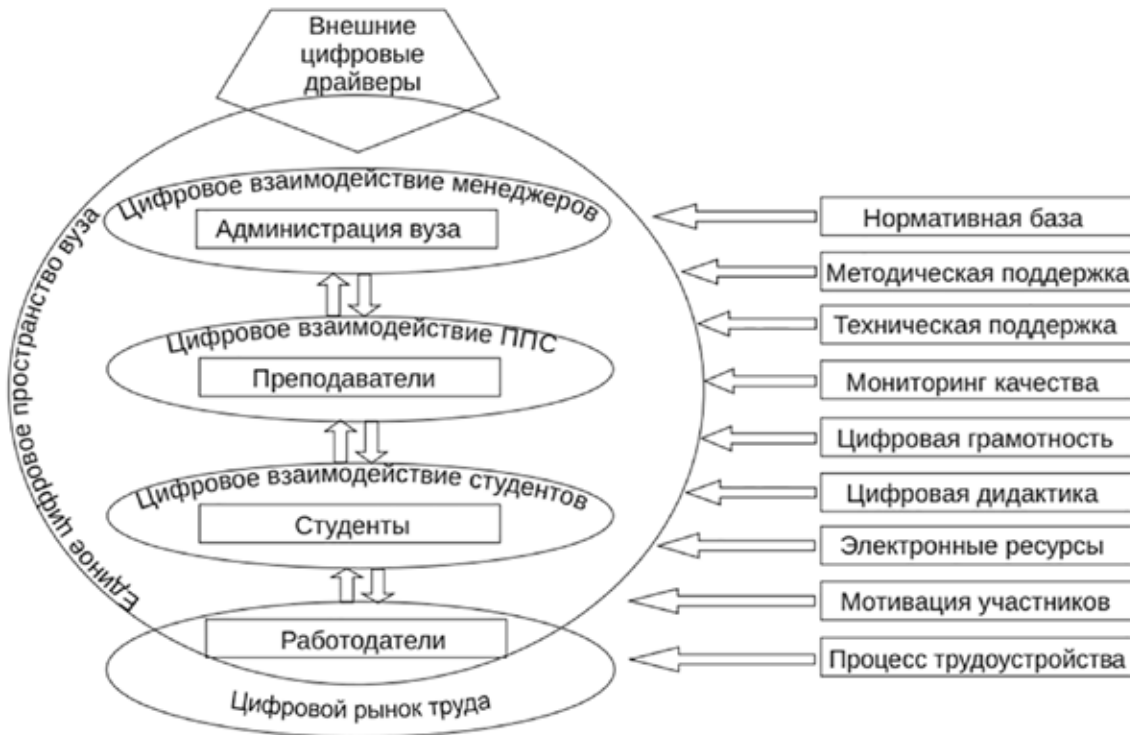 Внешние
цифровые
драйверы
Единое цифровое пространство вуза
Цифровое взаимодействие менеджеров
Администрация вуза
Цифровое взаимодействие ППС
Преподаватели
Цифровое взаимодействие студентов
Студенты
Работодатели
Цифровой рынок труда
Нормативная база
Методическая поддержка
Техническая поддержка
Мониторинг качества
Цифровая грамотность
Цифровая дидактика
Электронные ресурсы
Мотивация участников
Процесс трудоустройства